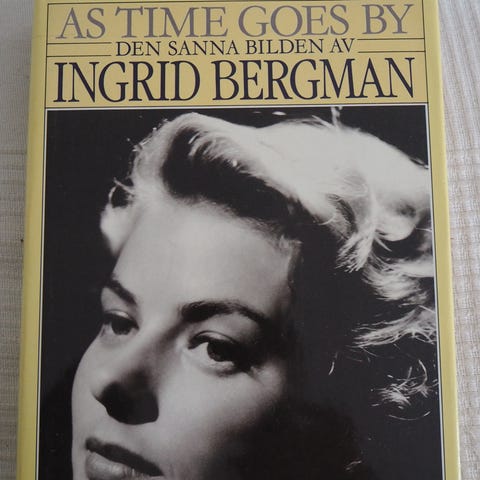 AS TIME GOES BY
DEN SANNA BILDEN AV
INGRID BERGMAN